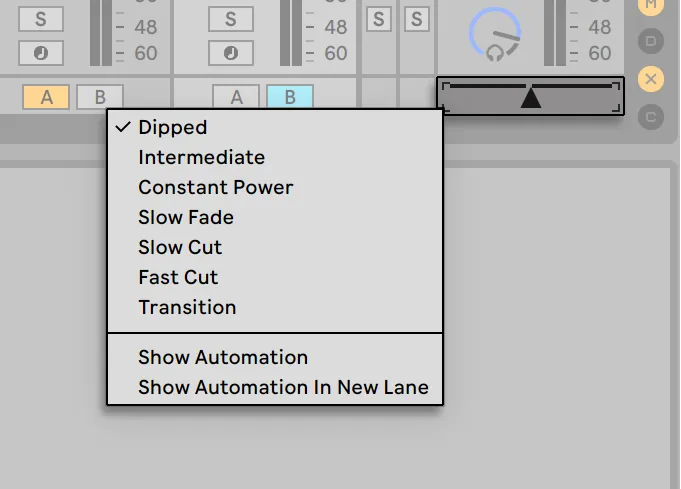 S S S S M
48 48 48
60 60 60 D
A B A B X
C
Dipped
Intermediate
Constant Power
Slow Fade
Slow Cut
Fast Cut
Transition
Show Automation
Show Automation In New Lane